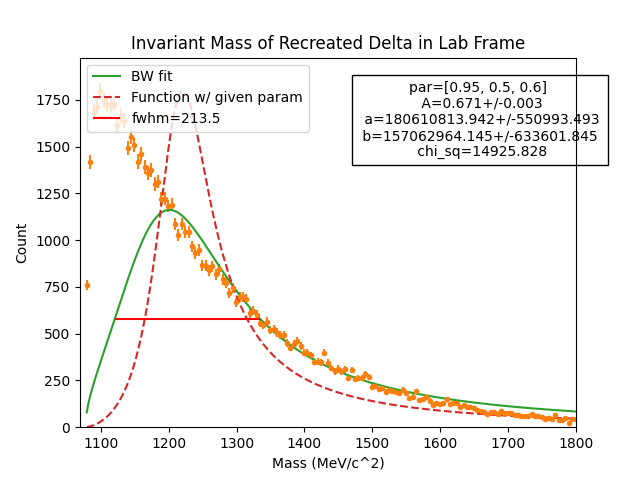 Invariant Mass of Recreated Delta in Lab Frame
BW fit
Function w/ given param
fwhm=213.5
par=[0.95, 0.5, 0.6]
A=0.671+/-0.003
a=180610813.942+/-550993.493
b=157062964.145+/-633601.845
chi_sq=14925.828
Count
1750
1500
1250
1000
750
500
250
0
1100 1200 1300 1400 1500 1600 1700 1800
Mass (MeV/c^2)